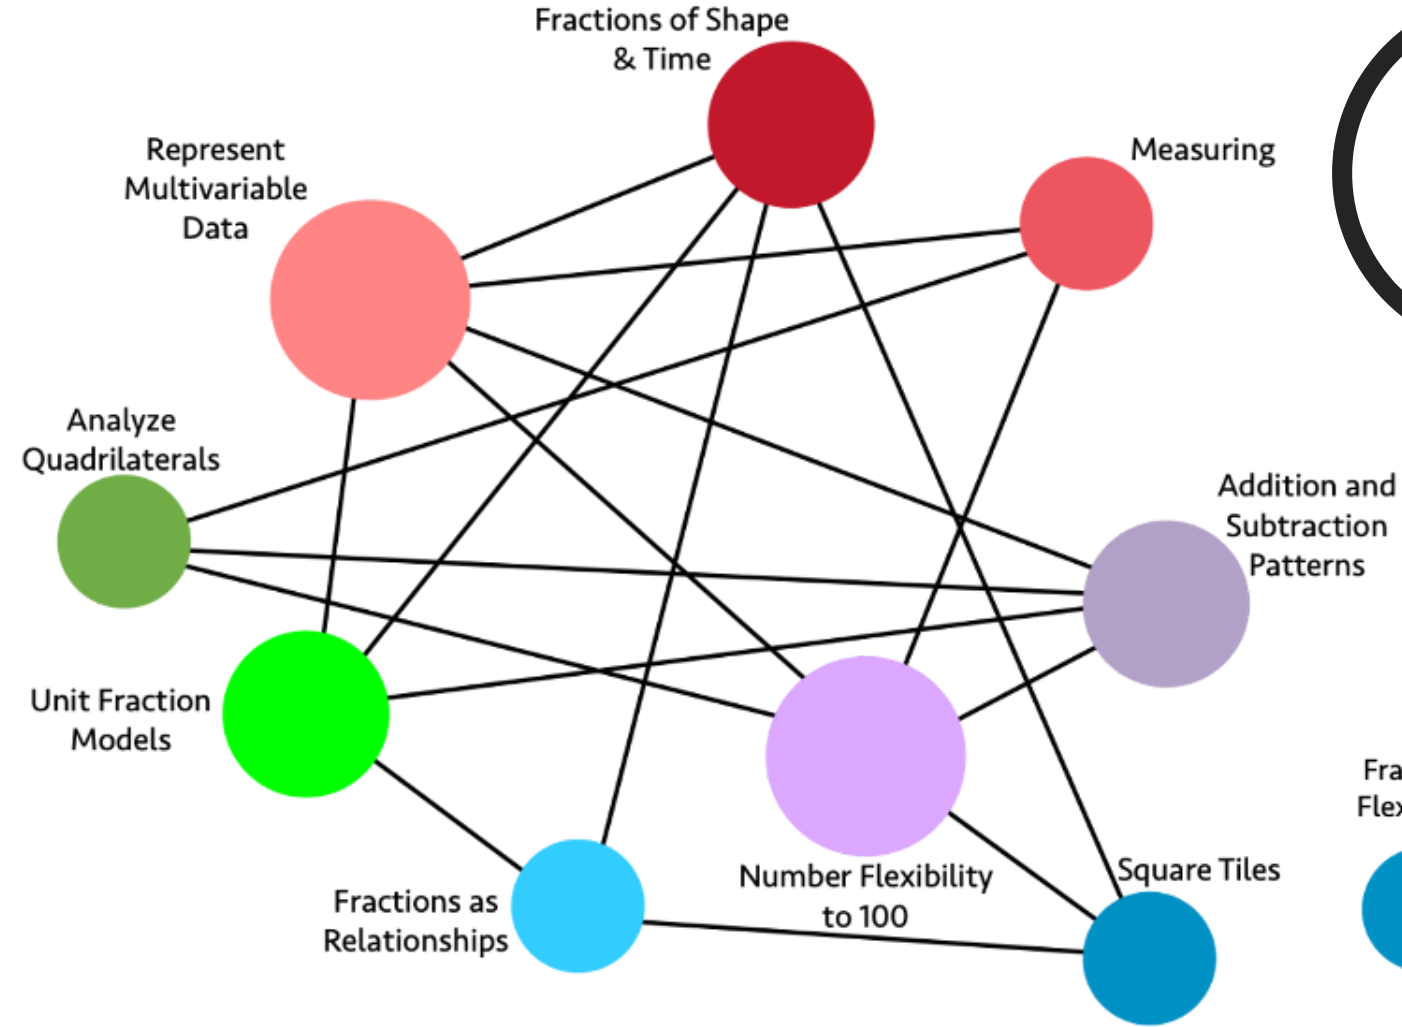 Fractions of Shape
& Time
Represent
Multivariable
Data
Measuring
Analyze
Quadrilaterals
Addition and
Subtraction
Patterns
Unit Fraction
Models
Number Flexibility
to 100
Square Tiles
Fractions as
Relationships